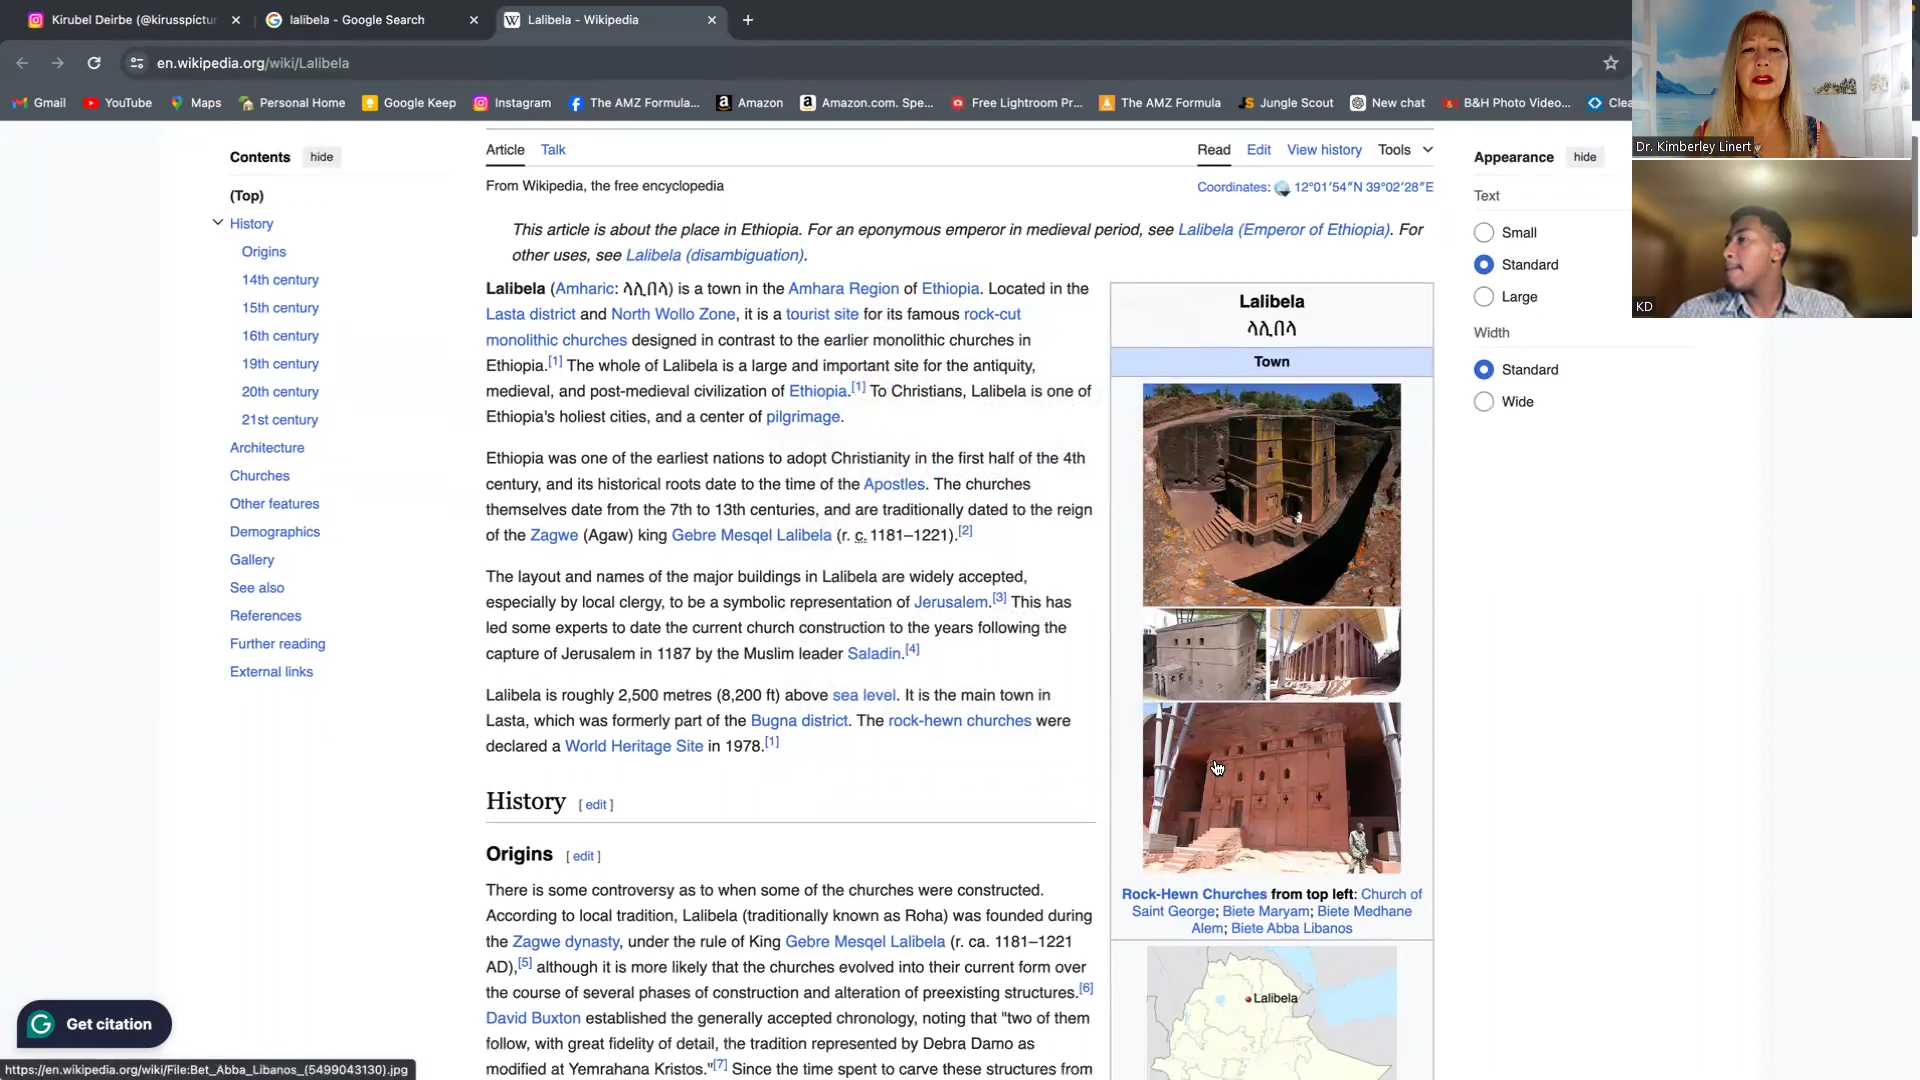 Kirubel Deirbe (@kirusspictur
lalibela - Google Search
Lalibela - Wikipedia
en.wikipedia.org/wiki/Lalibela
Gmail
YouTube
Maps
Personal Home
Google Keep
Instagram
The AMZ Formula...
Amazon
Amazon.com. Spe...
Free Lightroom Pr...
The AMZ Formula
Jungle Scout
New chat
B&H Photo Video...
Clea
Dr. Kimberley Linert
KD
Contents hide
(Top)
History
Origins
14th century
15th century
16th century
19th century
20th century
21st century
Architecture
Churches
Other features
Demographics
Gallery
See also
References
Further reading
External links
Article Talk
Read Edit View history Tools
From Wikipedia, the free encyclopedia
Coordinates: 12°01′54″N 39°02′28″E
This article is about the place in Ethiopia. For an eponymous emperor in medieval period, see Lalibela (Emperor of Ethiopia). For
other uses, see Lalibela (disambiguation).
Lalibela (Amharic: ላሊበላ) is a town in the Amhara Region of Ethiopia. Located in the
Lasta district and North Wollo Zone, it is a tourist site for its famous rock-cut
monolithic churches designed in contrast to the earlier monolithic churches in
Ethiopia.[1] The whole of Lalibela is a large and important site for the antiquity,
medieval, and post-medieval civilization of Ethiopia.[1] To Christians, Lalibela is one of
Ethiopia's holiest cities, and a center of pilgrimage.
Ethiopia was one of the earliest nations to adopt Christianity in the first half of the 4th
century, and its historical roots date to the time of the Apostles. The churches
themselves date from the 7th to 13th centuries, and are traditionally dated to the reign
of the Zagwe (Agaw) king Gebre Mesqel Lalibela (r. c. 1181–1221).[2]
The layout and names of the major buildings in Lalibela are widely accepted,
especially by local clergy, to be a symbolic representation of Jerusalem.[3] This has
led some experts to date the current church construction to the years following the
capture of Jerusalem in 1187 by the Muslim leader Saladin.[4]
Lalibela is roughly 2,500 metres (8,200 ft) above sea level. It is the main town in
Lasta, which was formerly part of the Bugna district. The rock-hewn churches were
declared a World Heritage Site in 1978.[1]
History [ edit ]
Origins [ edit ]
There is some controversy as to when some of the churches were constructed.
According to local tradition, Lalibela (traditionally known as Roha) was founded during
the Zagwe dynasty, under the rule of King Gebre Mesqel Lalibela (r. ca. 1181–1221
AD),[5] although it is more likely that the churches evolved into their current form over
the course of several phases of construction and alteration of preexisting structures.[6]
David Buxton established the generally accepted chronology, noting that "two of them
follow, with great fidelity of detail, the tradition represented by Debra Damo as
modified at Yemrahana Kristos."[7] Since the time spent to carve these structures from
Lalibela
ላሊበላ
Town
Rock-Hewn Churches from top left: Church of
Saint George; Biete Maryam; Biete Medhane
Alem; Biete Abba Libanos
Lalibela
Appearance hide
Text
Small
Standard
Large
Width
Standard
Wide
Get citation
https://en.wikipedia.org/wiki/File:Bet_Abba_Libanos_(5499043130).jpg